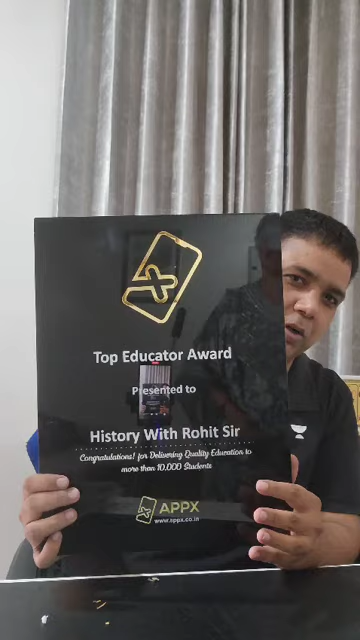 Top Educator Award
Presented to
History With Rohit Sir
Congratulations! for Delivering Quality Education to
more than 10,000 Students
APPX
www.appx.co.in